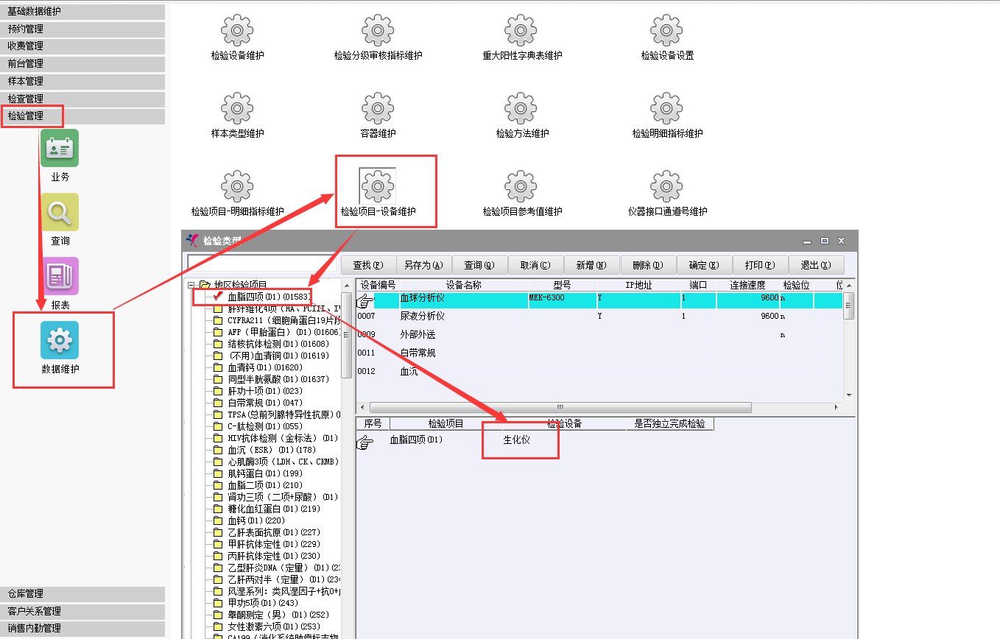 基础数据维护
预约管理
收费管理
前台管理
样本管理
检查管理
检验管理
业务
查询
报表
数据维护
仓库管理
客户关系管理
销售内勤管理
检验设备维护
检验分级审核指标维护
重大阳性字典表维护
检验设备设置
样本类型维护
容器维护
检验方法维护
检验明细指标维护
检验项目-明细指标维护
检验项目-设备维护
检验项目参考值维护
仪器接口通道号维护
检验类型
查找(F) 另存为(A) 查询(Q) 取消(C) 新增(N) 删除(D) 确定(E) 打印(P) 退出(X)
地区检验项目
血脂四项(D1)(01583)
肝纤维化4项（HA、PCIII、IV
CYFRA211（细胞角蛋白19片段
AFP（甲胎蛋白）(D1)(01606
结核抗体检测(D1)(01608)
（不用)血清铜(D1)(01619)
血清钙(D1)(01620)
同型半胱氨酸(D1)(01637)
肝功十项(D1)(023)
白带常规(D1)(047)
TPSA(总前列腺特异性抗原)(
C-肽检测(D1)(055)
HIV抗体检测（金标法）(D1)
血沉（ESR）(D1)(178)
心肌酶3项（LDH、CK、CKMB）
肌钙蛋白(D1)(199)
血脂二项(D1)(210)
肾功三项（二项+尿酸）(D1)
糖化血红蛋白(D1)(219)
血钙(D1)(220)
乙肝表面抗原(D1)(227)
甲肝抗体定性(D1)(229)
丙肝抗体定性(D1)(230)
乙型肝炎DNA（定量）(D1)(23
乙肝两对半（定量）(D1)(234
风湿系列: 类风湿因子+抗O+
甲功5项(D1)(243)
睾酮测定（男）(D1)(252)
女性激素六项(D1)(253)
CA199（消化系统肿瘤标志物
设备编号 设备名称 型号 IP地址 端口 连接速度 检验位 位
血球分析仪 MEK-6300 Y 1 9600 n
0007 尿液分析仪 Y 1 9600 n
0009 外部外送 n
0011 白带常规
0012 血沉
序号 检验项目 检验设备 是否独立完成检验
血脂四项(D1) 生化仪